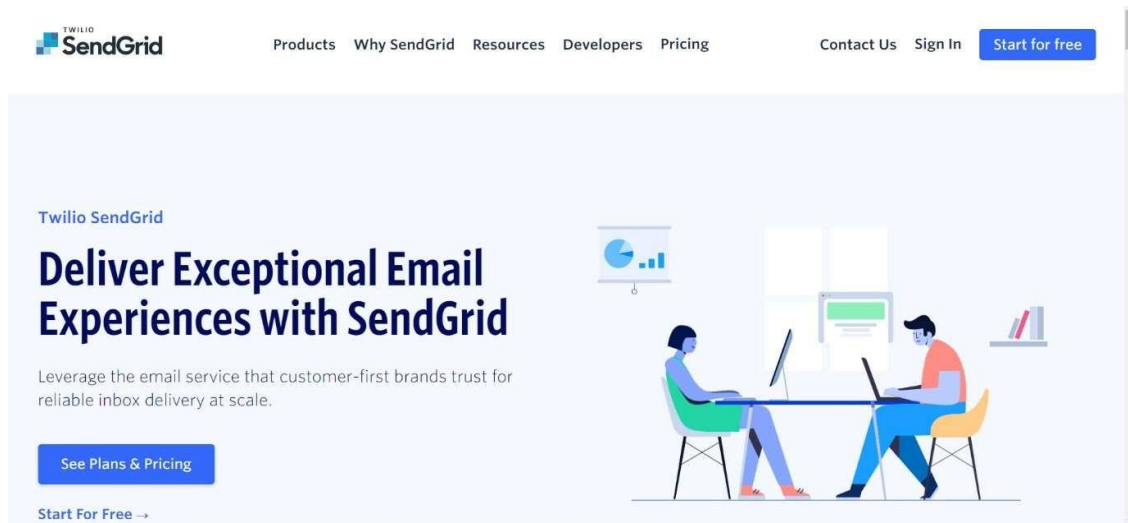 TWILIO
SendGrid
Products Why SendGrid Resources Developers Pricing
Contact Us Sign In Start for free
Twilio SendGrid
Deliver Exceptional Email
Experiences with SendGrid
Leverage the email service that customer-first brands trust for
reliable inbox delivery at scale.
See Plans & Pricing
Start For Free →